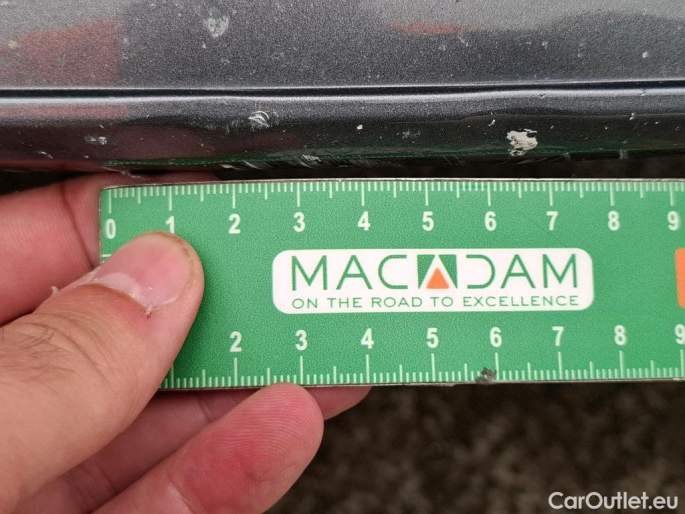 0 1 2 3 4 5 6 7 8 9
MACADAM
ON THE ROAD TO EXCELLENCE
2 3 4 5 6 7 8 9
CarOutlet.eu